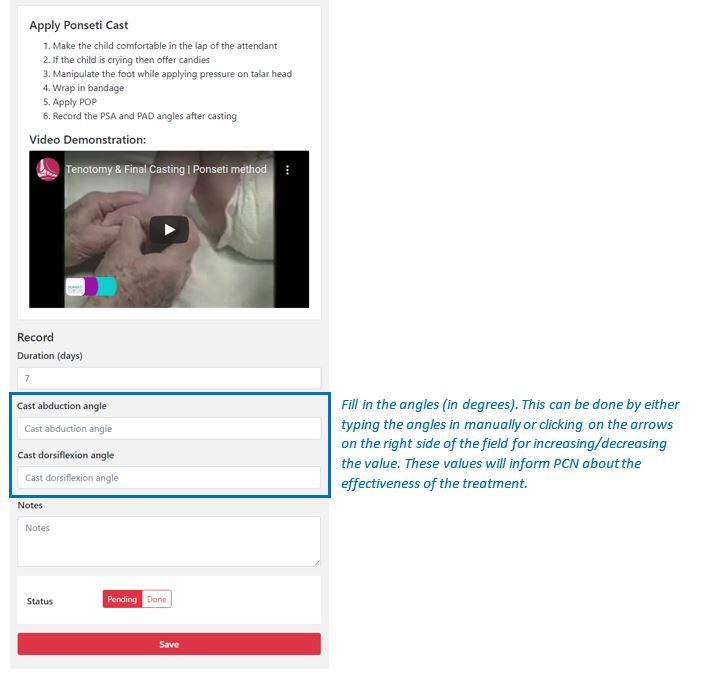 Apply Ponseti Cast
1. Make the child comfortable in the lap of the attendant
2. If the child is crying then offer candies
3. Manipulate the foot while applying pressure on talar head
4. Wrap in bandage
5. Apply POP
6. Record the PSA and PAD angles after casting
Video Demonstration:
Tenotomy & Final Casting | Ponseti method
Record
Duration (days)
7
Cast abduction angle
Cast abduction angle
Cast dorsiflexion angle
Cast dorsiflexion angle
Fill in the angles (in degrees). This can be done by either
typing the angles in manually or clicking on the arrows
on the right side of the field for increasing/decreasing
the value. These values will inform PCN about the
effectiveness of the treatment.
Notes
Notes
Status
Pending Done
Save